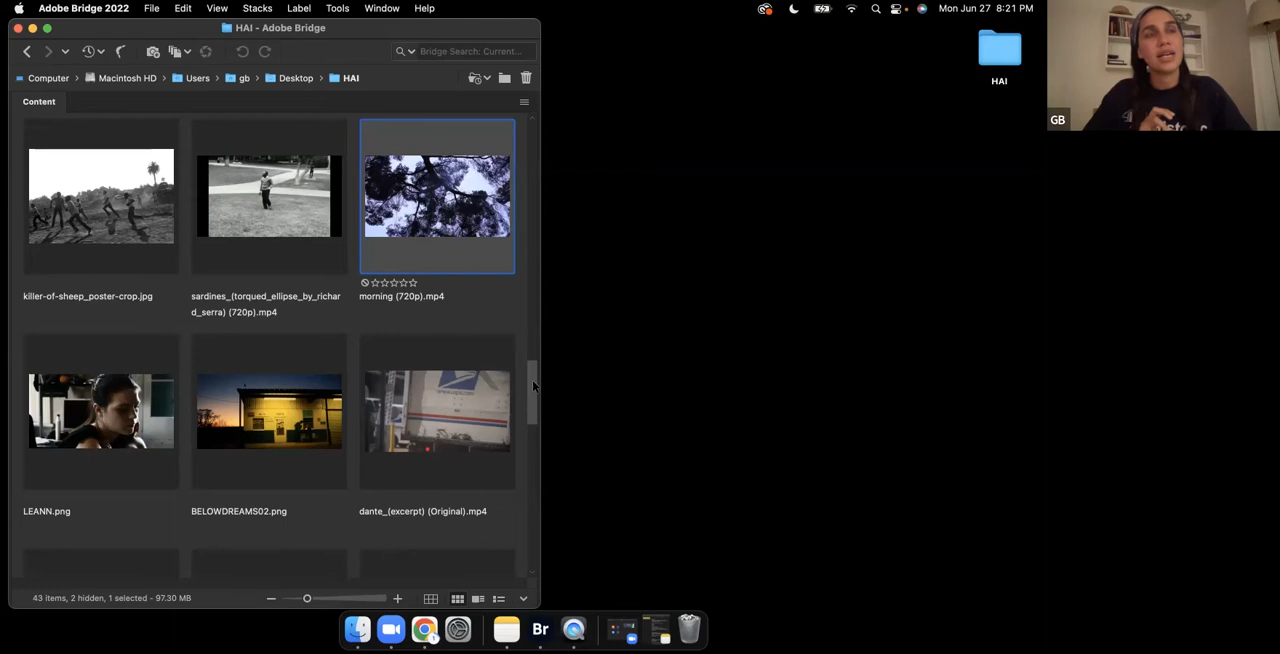 Adobe Bridge 2022 File Edit View Stacks Label Tools Window Help Mon Jun 27 8:21 PM
HAI - Adobe Bridge
Bridge Search: Current...
Computer Macintosh HD Users gb Desktop HAI
Content
killer-of-sheep_poster-crop.jpg
sardines_(torqued_ellipse_by_richar
d_serra) (720p).mp4
morning (720p).mp4
LEANN.png
BELOWDREAMS02.png
dante_(excerpt) (Original).mp4
43 items, 2 hidden, 1 selected - 97.30 MB
Br
HAI
GB